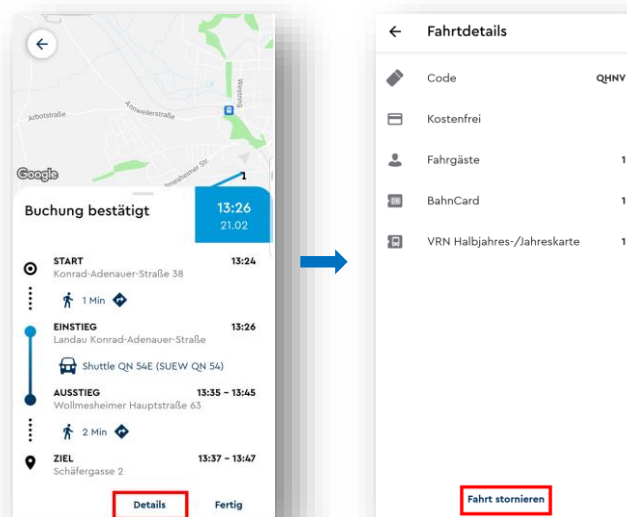 Arbotstraße
Annweilerstraße
Westring
Wollmesheimer Str.
Google
1
Buchung bestätigt
13:26
21.02
START 13:24
Konrad-Adenauer-Straße 38
1 Min
EINSTIEG 13:26
Landau Konrad-Adenauer-Straße
Shuttle QN 54E (SUEW QN 54)
AUSSTIEG 13:35 – 13:45
Wollmesheimer Hauptstraße 63
2 Min
ZIEL 13:37 – 13:47
Schäfergasse 2
Details Fertig
Fahrtdetails
Code QHNV
Kostenfrei
Fahrgäste 1
DB BahnCard 1
VRN Halbjahres-/Jahreskarte 1
Fahrt stornieren